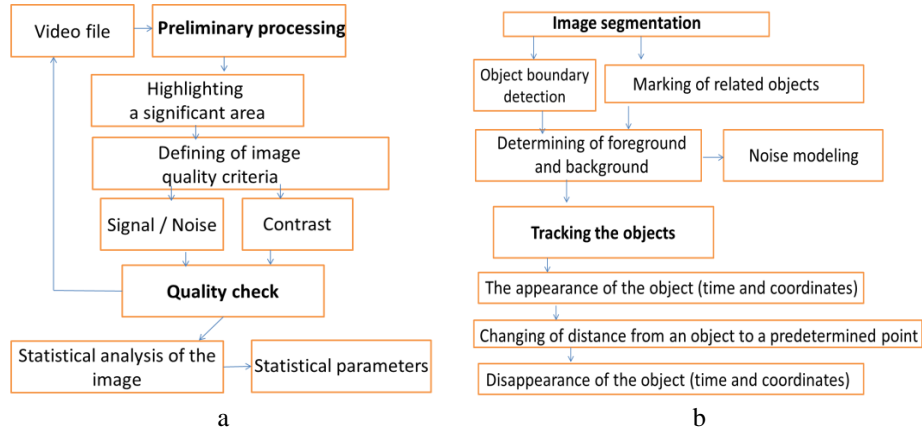 Video file
Preliminary processing
Highlighting
a significant area
Defining of image
quality criteria
Signal / Noise
Contrast
Quality check
Statistical analysis of the
image
Statistical parameters
a
Image segmentation
Object boundary
detection
Marking of related objects
Determining of foreground
and background
Noise modeling
Tracking the objects
The appearance of the object (time and coordinates)
Changing of distance from an object to a predetermined point
Disappearance of the object (time and coordinates)
b